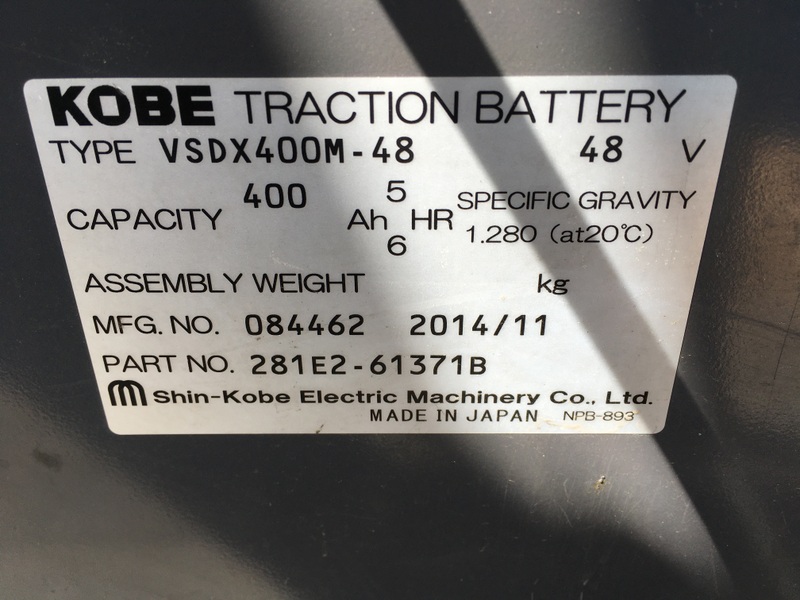 KOBE TRACTION BATTERY
TYPE VSDX400M-48 48 V
CAPACITY 400 Ah 5 6 HR SPECIFIC GRAVITY
1.280 (at20℃)
ASSEMBLY WEIGHT kg
MFG. NO. 084462 2014/11
PART NO. 281E2-61371B
Shin-Kobe Electric Machinery Co., Ltd.
MADE IN JAPAN NPB-893